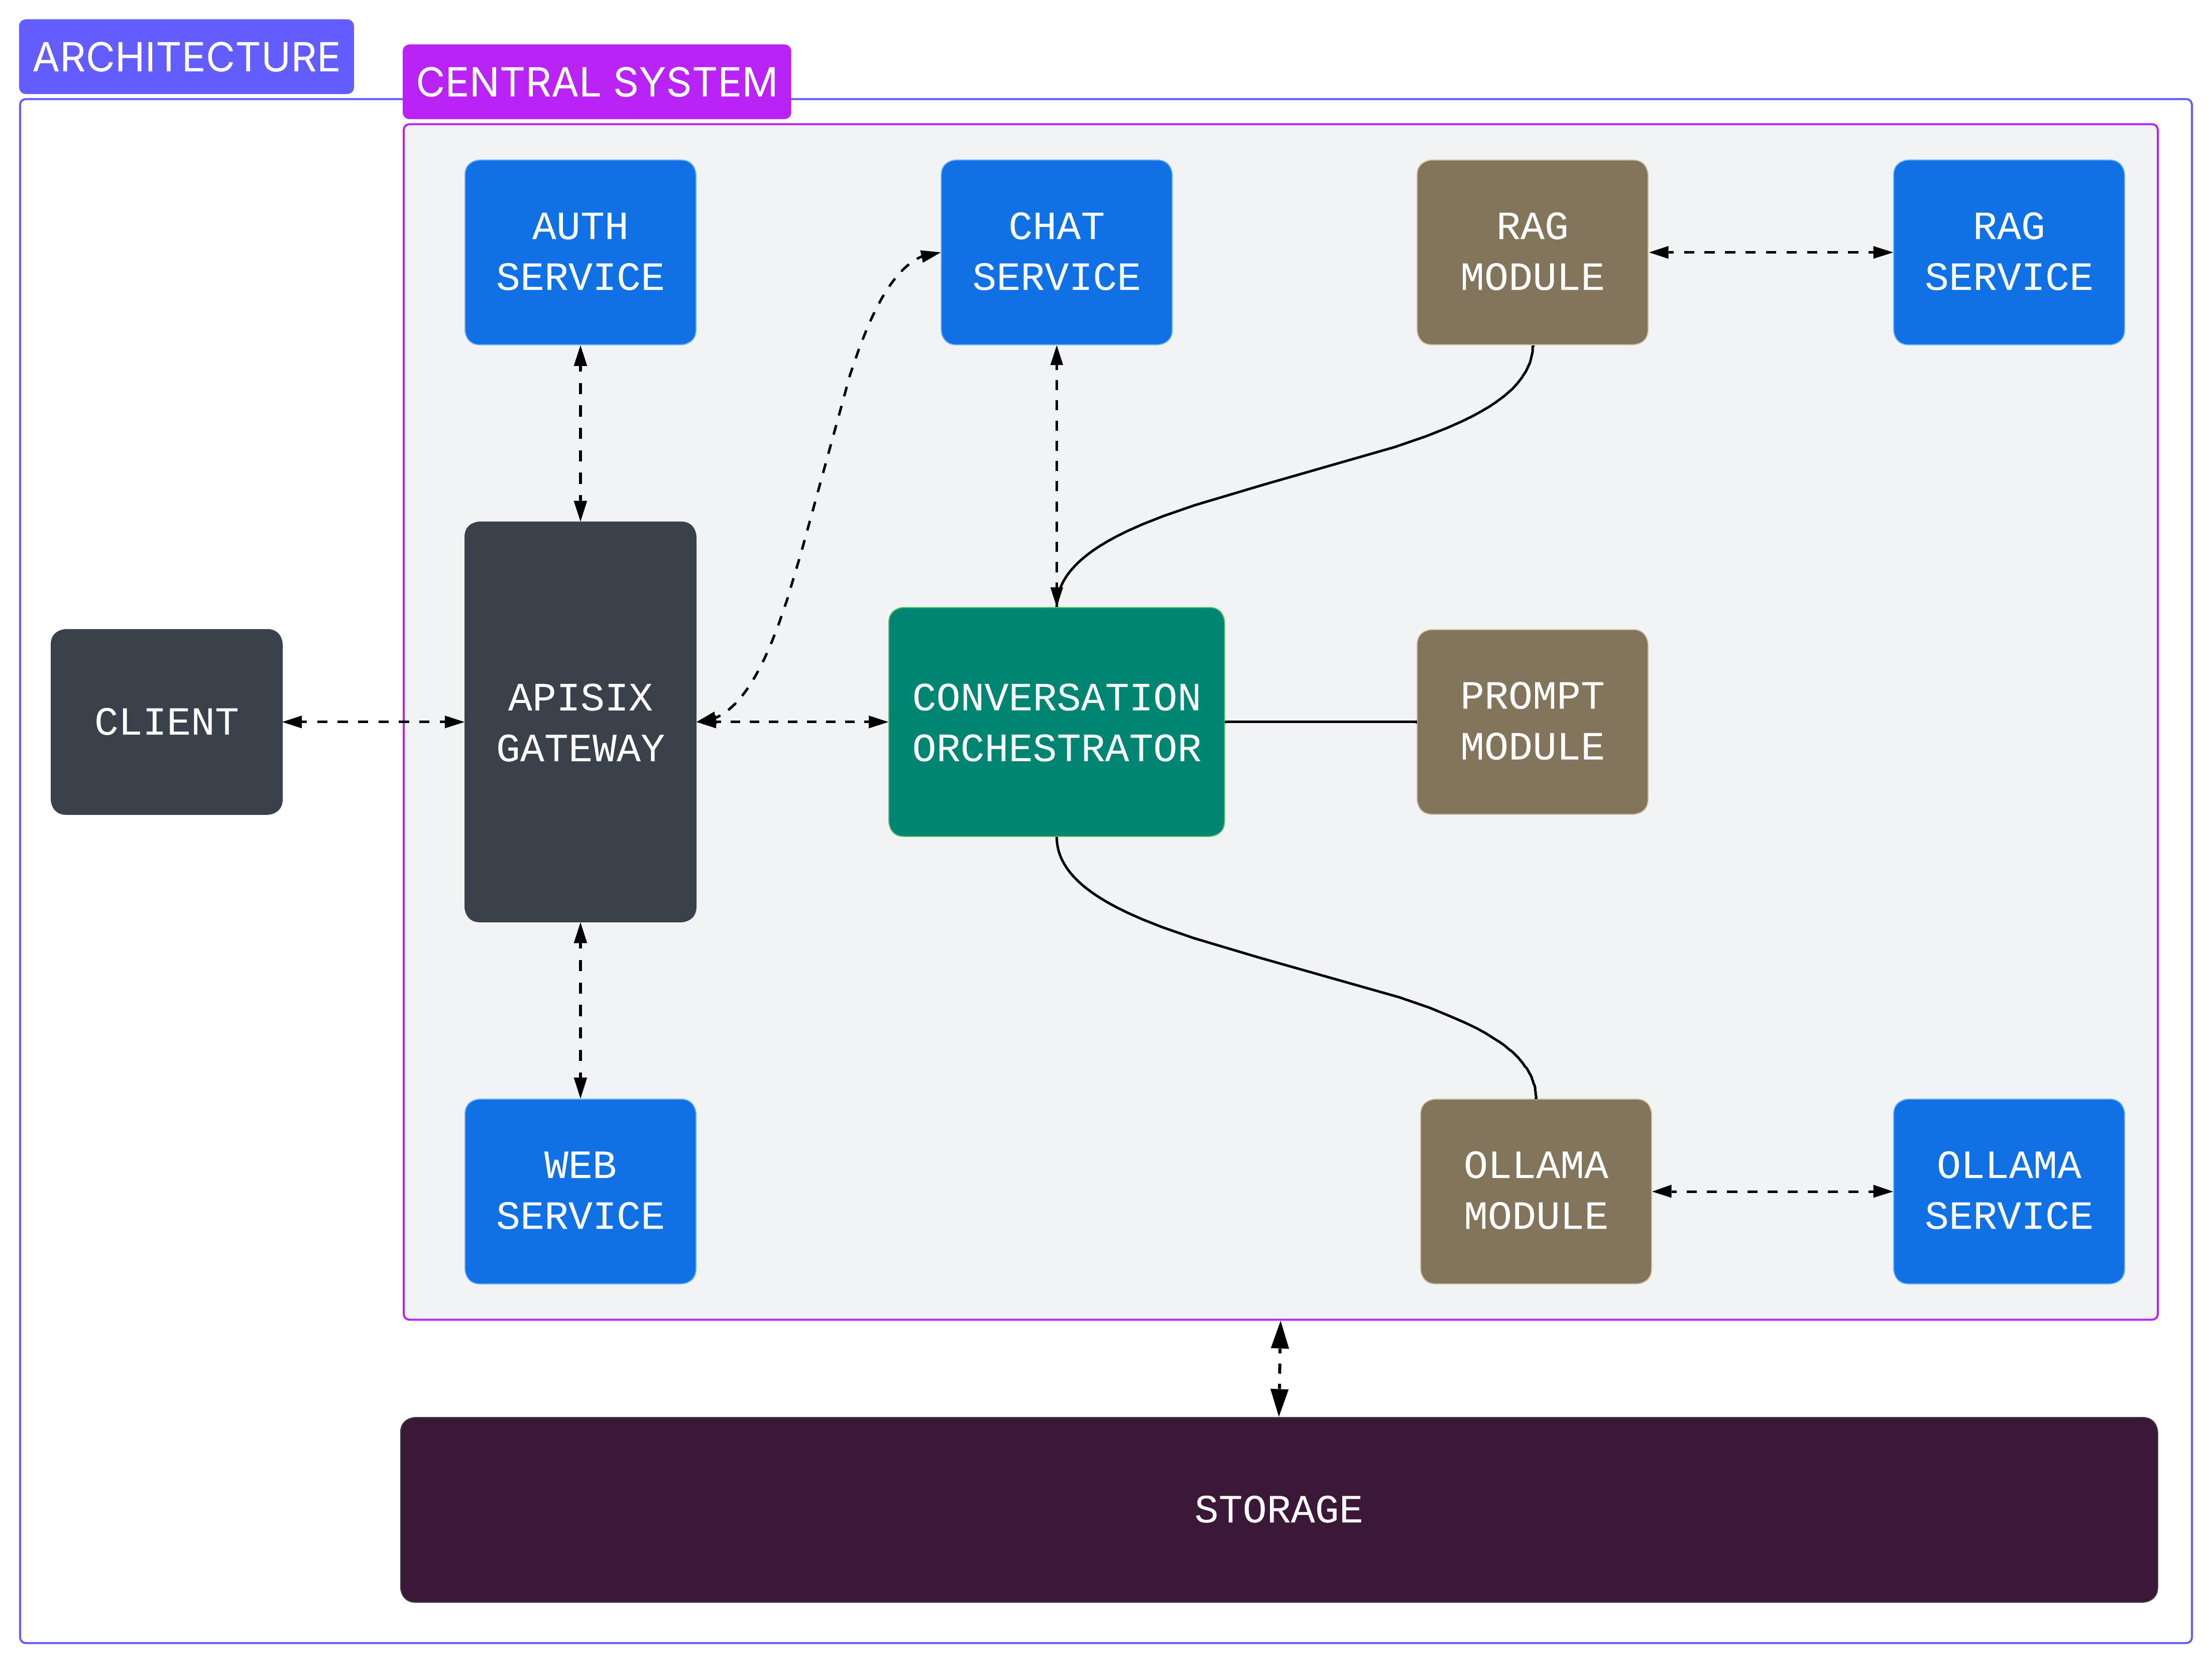 ARCHITECTURE
CENTRAL SYSTEM
AUTH
SERVICE
CHAT
SERVICE
RAG
MODULE
RAG
SERVICE
CLIENT
APISIX
GATEWAY
CONVERSATION
ORCHESTRATOR
PROMPT
MODULE
WEB
SERVICE
OLLAMA
MODULE
OLLAMA
SERVICE
STORAGE